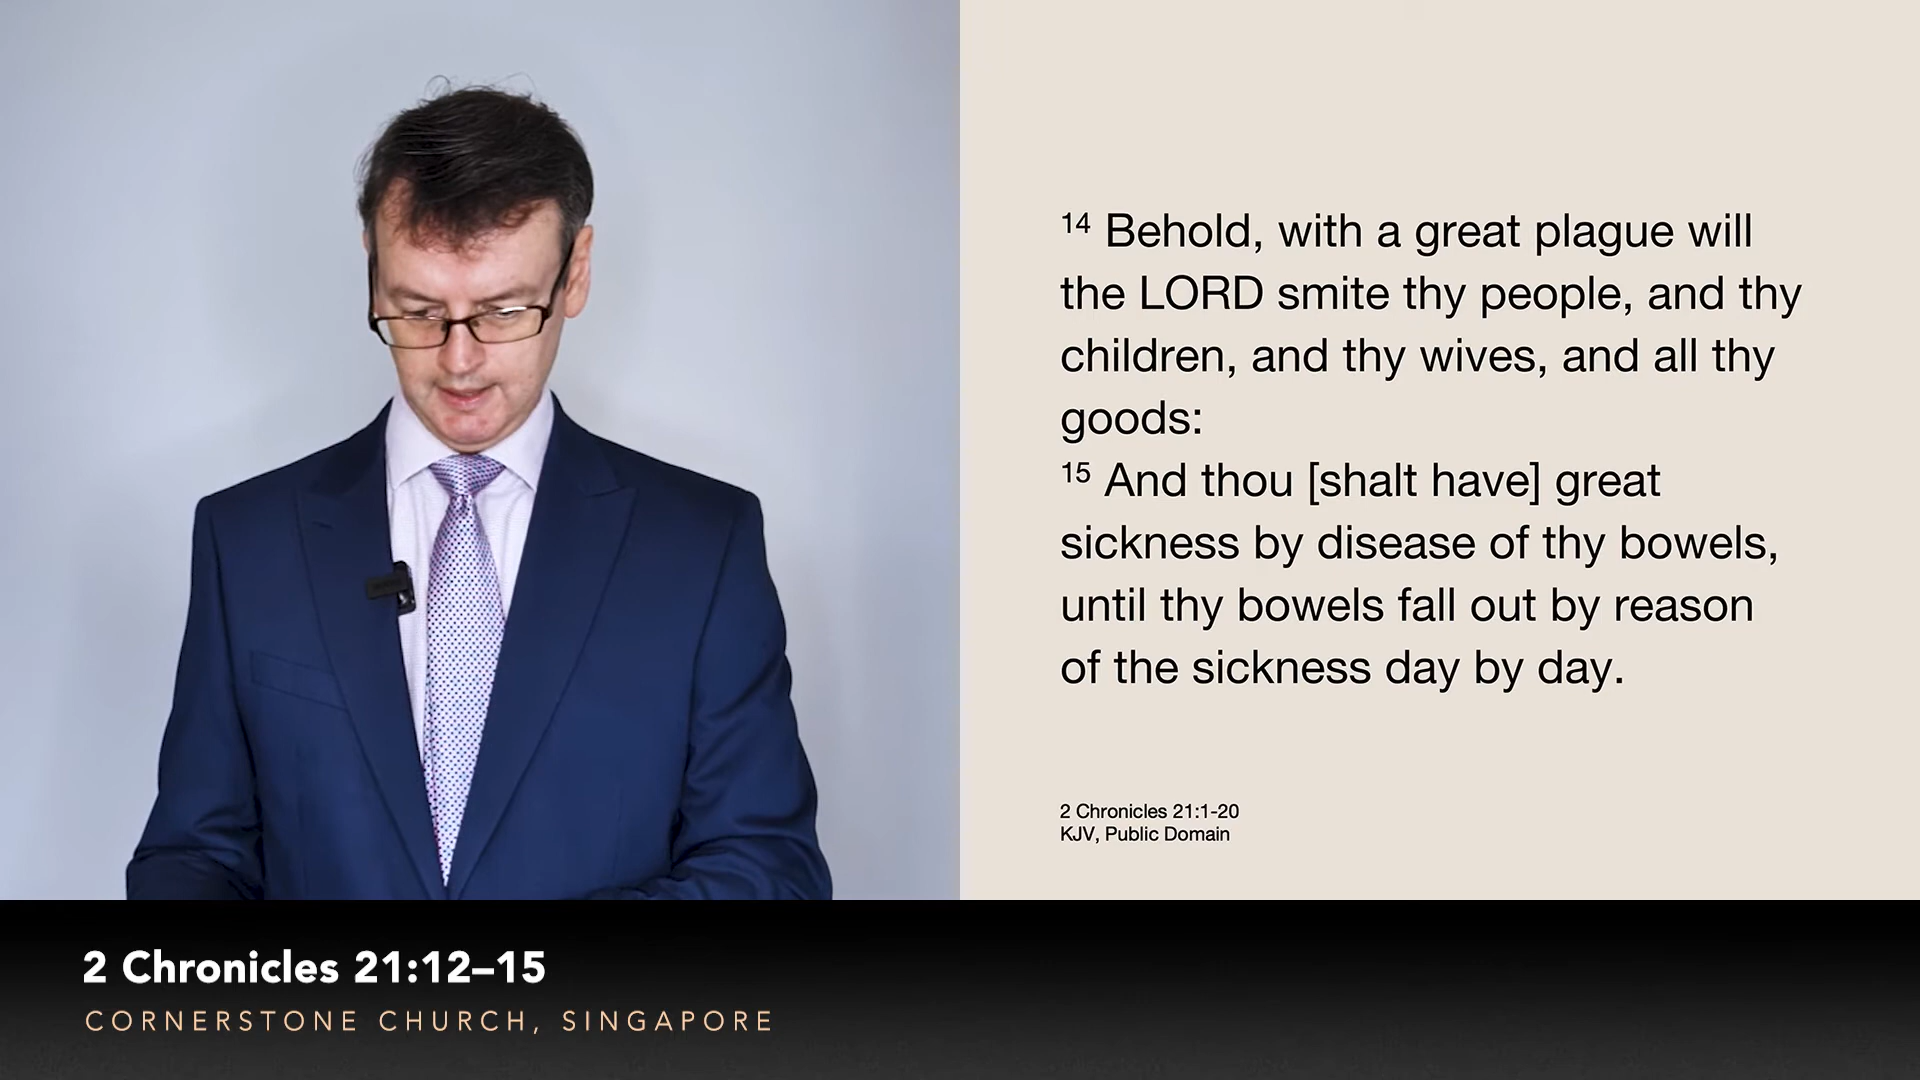 14 Behold, with a great plague will
the LORD smite thy people, and thy
children, and thy wives, and all thy
goods:
15 And thou [shalt have] great
sickness by disease of thy bowels,
until thy bowels fall out by reason
of the sickness day by day.
2 Chronicles 21:1-20
KJV, Public Domain
2 Chronicles 21:12–15
CORNERSTONE CHURCH, SINGAPORE